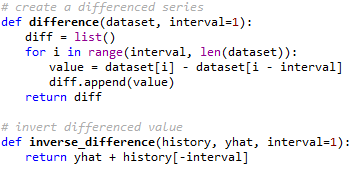 # create a differenced series
def difference(dataset, interval=1):
    diff = list()
    for i in range(interval, len(dataset)):
        value = dataset[i] - dataset[i - interval]
        diff.append(value)
    return diff

# invert differenced value
def inverse_difference(history, yhat, interval=1):
    return yhat + history[-interval]